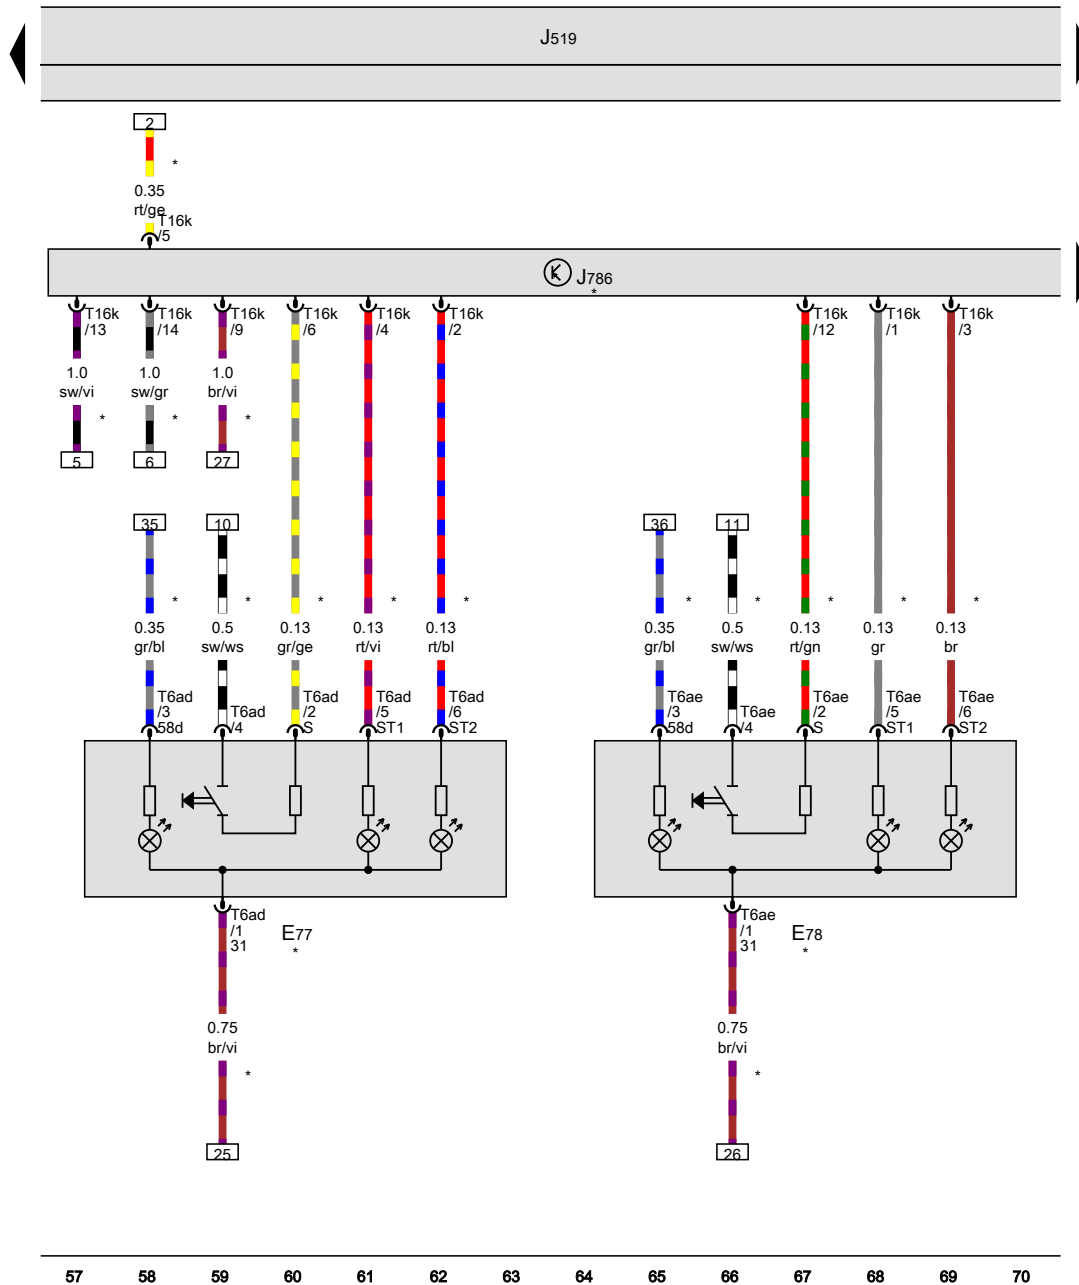 J519
2
*
0.35
rt/ge
T16k
/5
J786
*
T16k
/13
T16k
/14
T16k
/9
T16k
/6
T16k
/4
T16k
/2
T16k
/12
T16k
/1
T16k
/3
1.0
sw/vi
1.0
sw/gr
1.0
br/vi
* * *
5 6 27
35 10 36 11
* * * * * * * * * *
0.35
gr/bl
0.5
sw/ws
0.13
gr/ge
0.13
rt/vi
0.13
rt/bl
0.35
gr/bl
0.5
sw/ws
0.13
rt/gn
0.13
gr
0.13
br
T6ad
/3
58d
T6ad
/4
T6ad
/2
S
T6ad
/5
ST1
T6ad
/6
ST2
T6ae
/3
58d
T6ae
/4
T6ae
/2
S
T6ae
/5
ST1
T6ae
/6
ST2
T6ad
/1
31
E77
*
T6ae
/1
31
E78
*
0.75
br/vi
*
0.75
br/vi
*
25 26
57 58 59 60 61 62 63 64 65 66 67 68 69 70